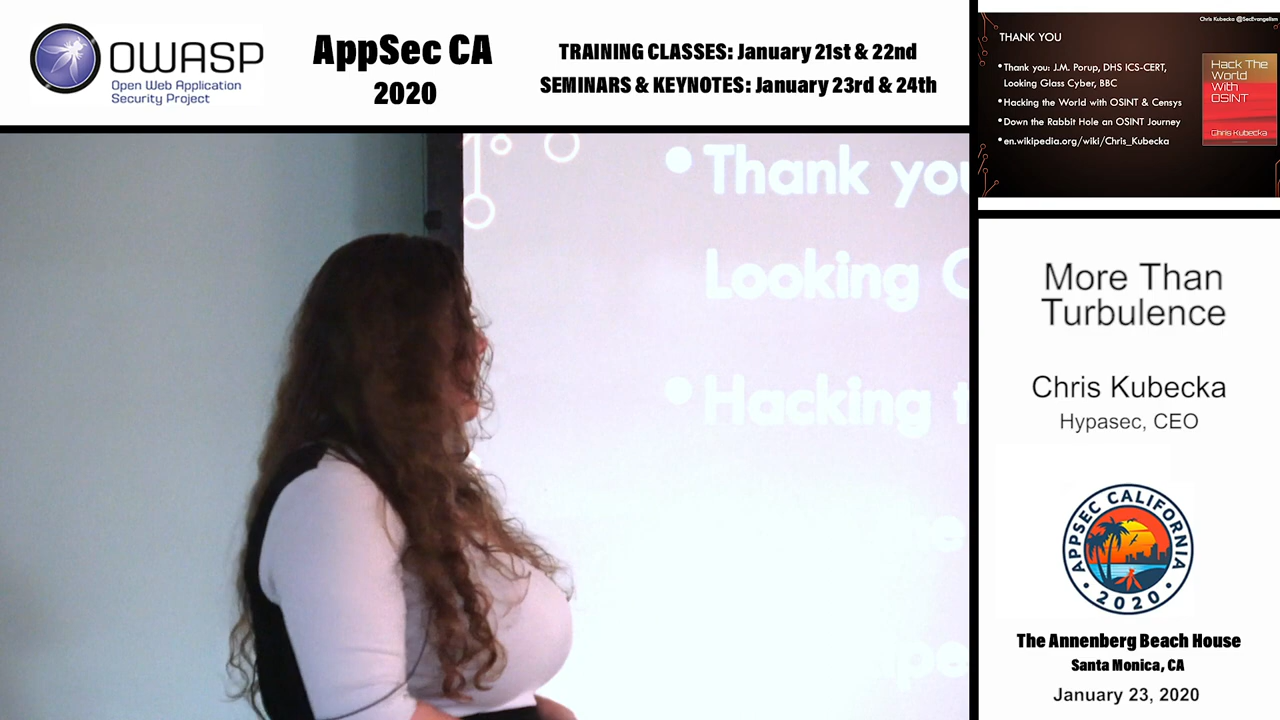 OWASP
Open Web Application
Security Project
AppSec CA
2020
TRAINING CLASSES: January 21st & 22nd
SEMINARS & KEYNOTES: January 23rd & 24th
Chris Kubecka @SecEvangelism
THANK YOU
•Thank you: J.M. Porup, DHS ICS-CERT,
Looking Glass Cyber, BBC
•Hacking the World with OSINT & Censys
•Down the Rabbit Hole an OSINT Journey
•en.wikipedia.org/wiki/Chris_Kubecka
Hack The
World
With
OSINT
Chris Kubecka
•Thank you
Looking
•Hacking t
More Than
Turbulence
Chris Kubecka
Hypasec, CEO
APPSEC CALIFORNIA
• 2020 •
The Annenberg Beach House
Santa Monica, CA
January 23, 2020